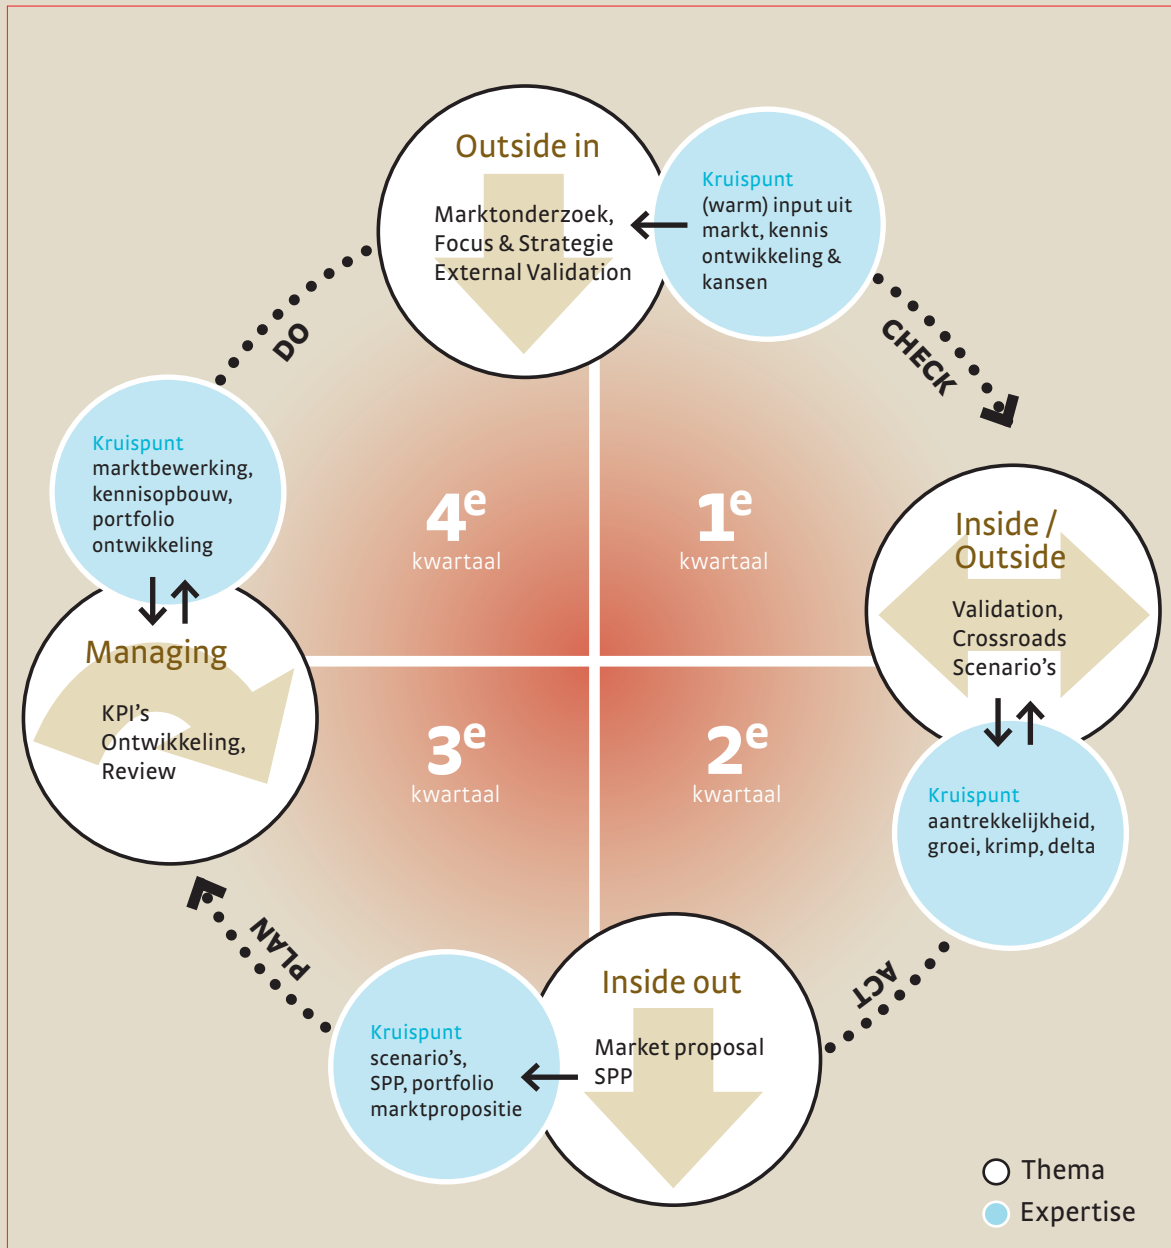 Outside in
Marktonderzoek,
Focus & Strategie
External Validation
Kruispunt
(warm) input uit
markt, kennis
ontwikkeling &
kansen
CHECK
Inside /
Outside
Validation,
Crossroads
Scenario’s
Kruispunt
aantrekkelijkheid,
groei, krimp, delta
ACT
Inside out
Market proposal
SPP
Kruispunt
scenario’s,
SPP, portfolio
marktpropositie
PLAN
Managing
KPI’s
Ontwikkeling,
Review
Kruispunt
marktbewerking,
kennisopbouw,
portfolio
ontwikkeling
DO
4e
kwartaal
1e
kwartaal
3e
kwartaal
2e
kwartaal
Thema
Expertise